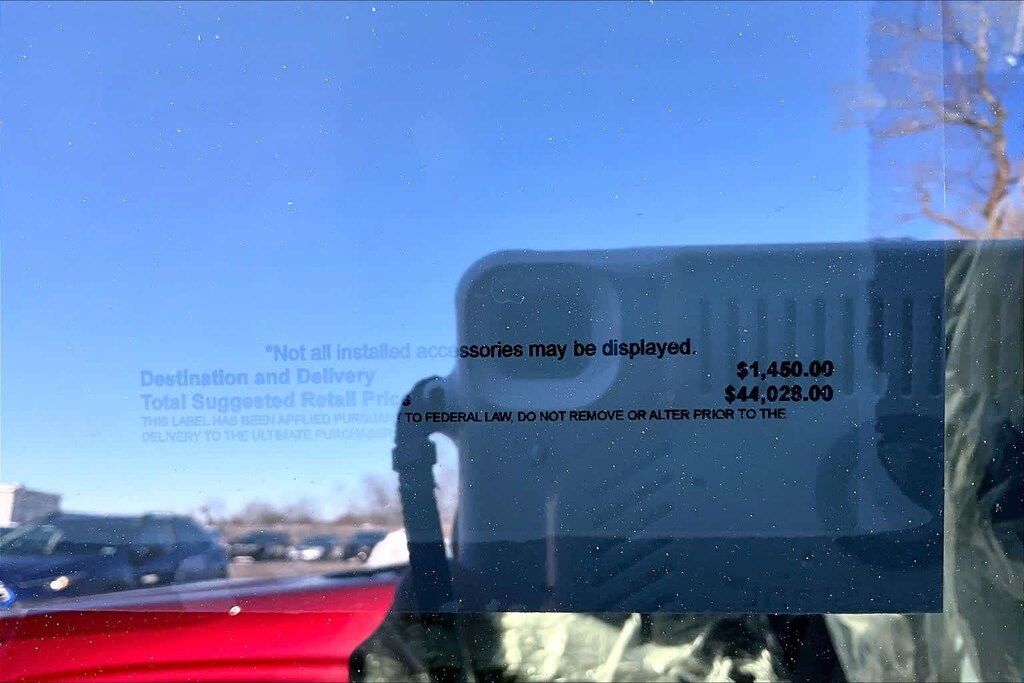 *Not all installed accessories may be displayed.
Destination and Delivery $1,450.00
Total Suggested Retail Price $44,028.00
THIS LABEL HAS BEEN APPLIED PURSUANT TO FEDERAL LAW, DO NOT REMOVE OR ALTER PRIOR TO THE
DELIVERY TO THE ULTIMATE PURCHASER